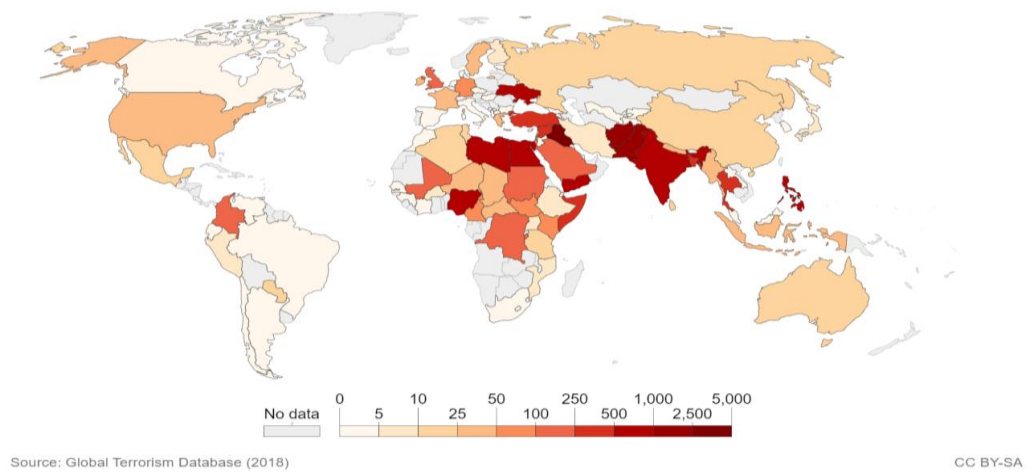 0 10 50 250 1,000 5,000
No data 5 25 100 500 2,500
Source: Global Terrorism Database (2018) CC BY-SA